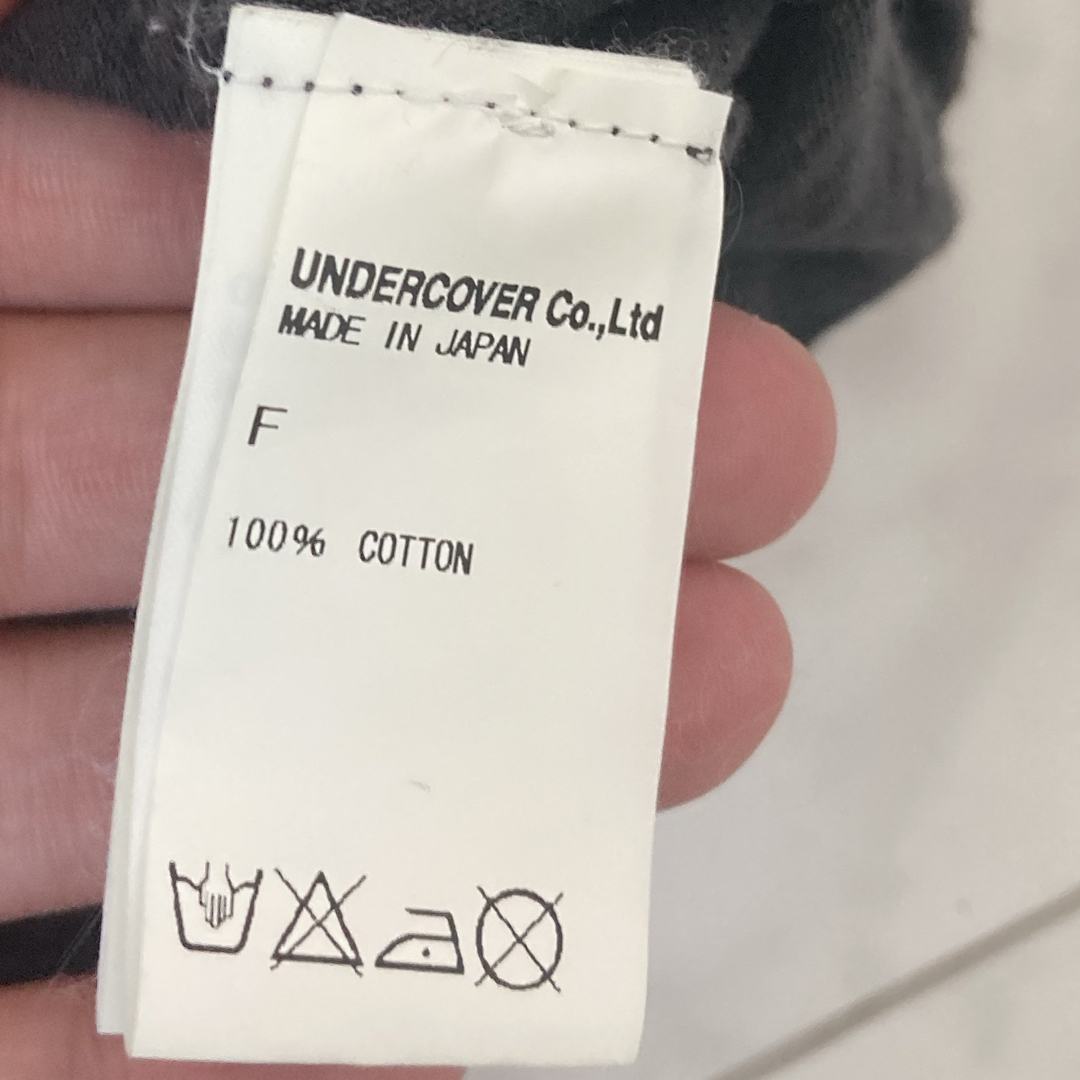 UNDERCOVER Co.,Ltd
MADE IN JAPAN
F
100% COTTON